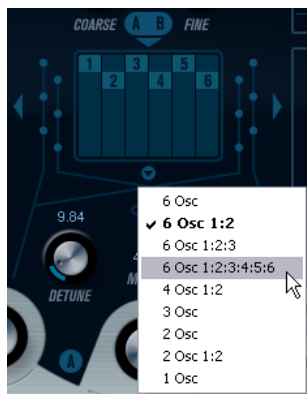 COARSE A B FINE
1 3 5
2 4 6
6 Osc
9.84
✓ 6 Osc 1:2
6 Osc 1:2:3
6 Osc 1:2:3:4:5:6
DETUNE
4 Osc 1:2
3 Osc
2 Osc
A
2 Osc 1:2
1 Osc